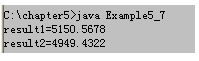 C:\chapter5>java Example5_7
result1=5150.5678
result2=4949.4322